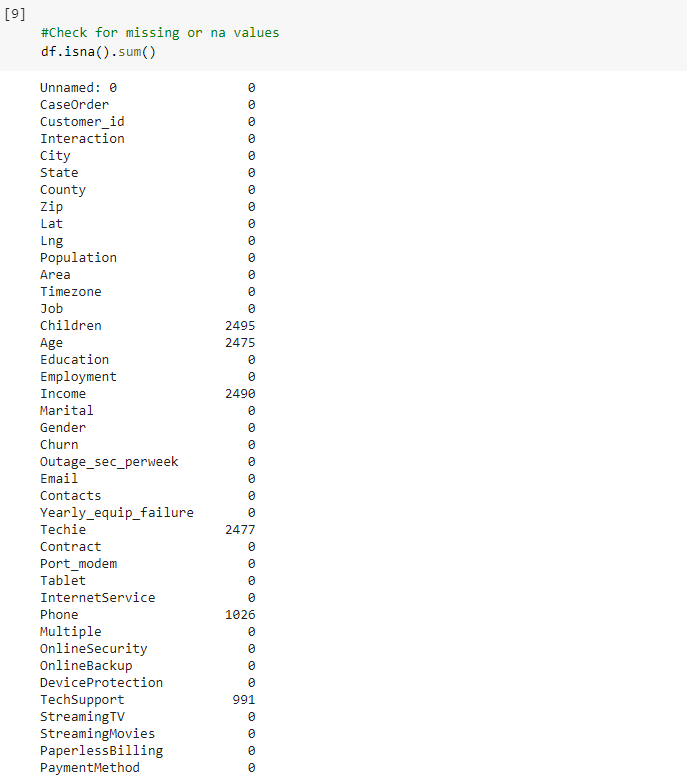 [9]
#Check for missing or na values
df.isna().sum()
Unnamed: 0 0
CaseOrder 0
Customer_id 0
Interaction 0
City 0
State 0
County 0
Zip 0
Lat 0
Lng 0
Population 0
Area 0
Timezone 0
Job 0
Children 2495
Age 2475
Education 0
Employment 0
Income 2490
Marital 0
Gender 0
Churn 0
Outage_sec_perweek 0
Email 0
Contacts 0
Yearly_equip_failure 0
Techie 2477
Contract 0
Port_modem 0
Tablet 0
InternetService 0
Phone 1026
Multiple 0
OnlineSecurity 0
OnlineBackup 0
DeviceProtection 0
TechSupport 991
StreamingTV 0
StreamingMovies 0
PaperlessBilling 0
PaymentMethod 0